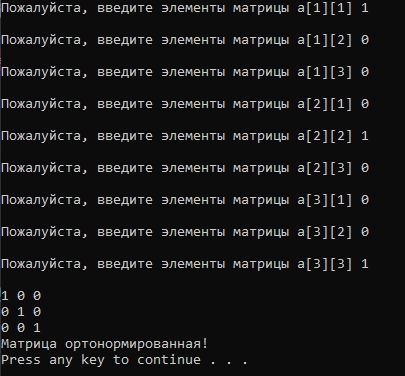 Пожалуйста, введите элементы матрицы a[1][1] 1
Пожалуйста, введите элементы матрицы a[1][2] 0
Пожалуйста, введите элементы матрицы a[1][3] 0
Пожалуйста, введите элементы матрицы a[2][1] 0
Пожалуйста, введите элементы матрицы a[2][2] 1
Пожалуйста, введите элементы матрицы a[2][3] 0
Пожалуйста, введите элементы матрицы a[3][1] 0
Пожалуйста, введите элементы матрицы a[3][2] 0
Пожалуйста, введите элементы матрицы a[3][3] 1
1 0 0
0 1 0
0 0 1
Матрица ортонормированная!
Press any key to continue . . .